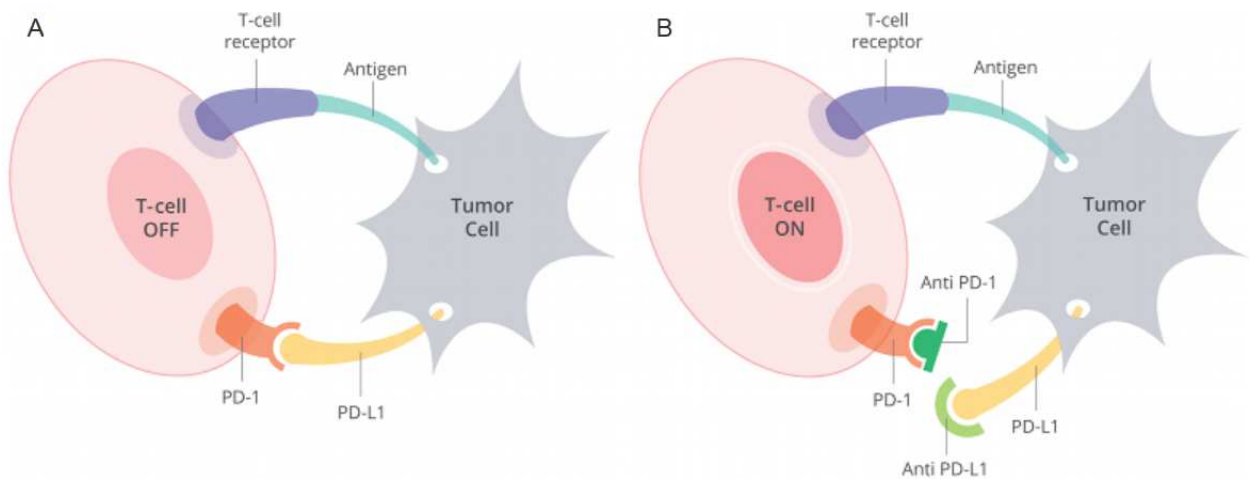 A
T-cell
receptor
Antigen
T-cell
OFF
Tumor
Cell
PD-1
PD-L1
B
T-cell
receptor
Antigen
T-cell
ON
Tumor
Cell
Anti PD-1
PD-1
PD-L1
Anti PD-L1